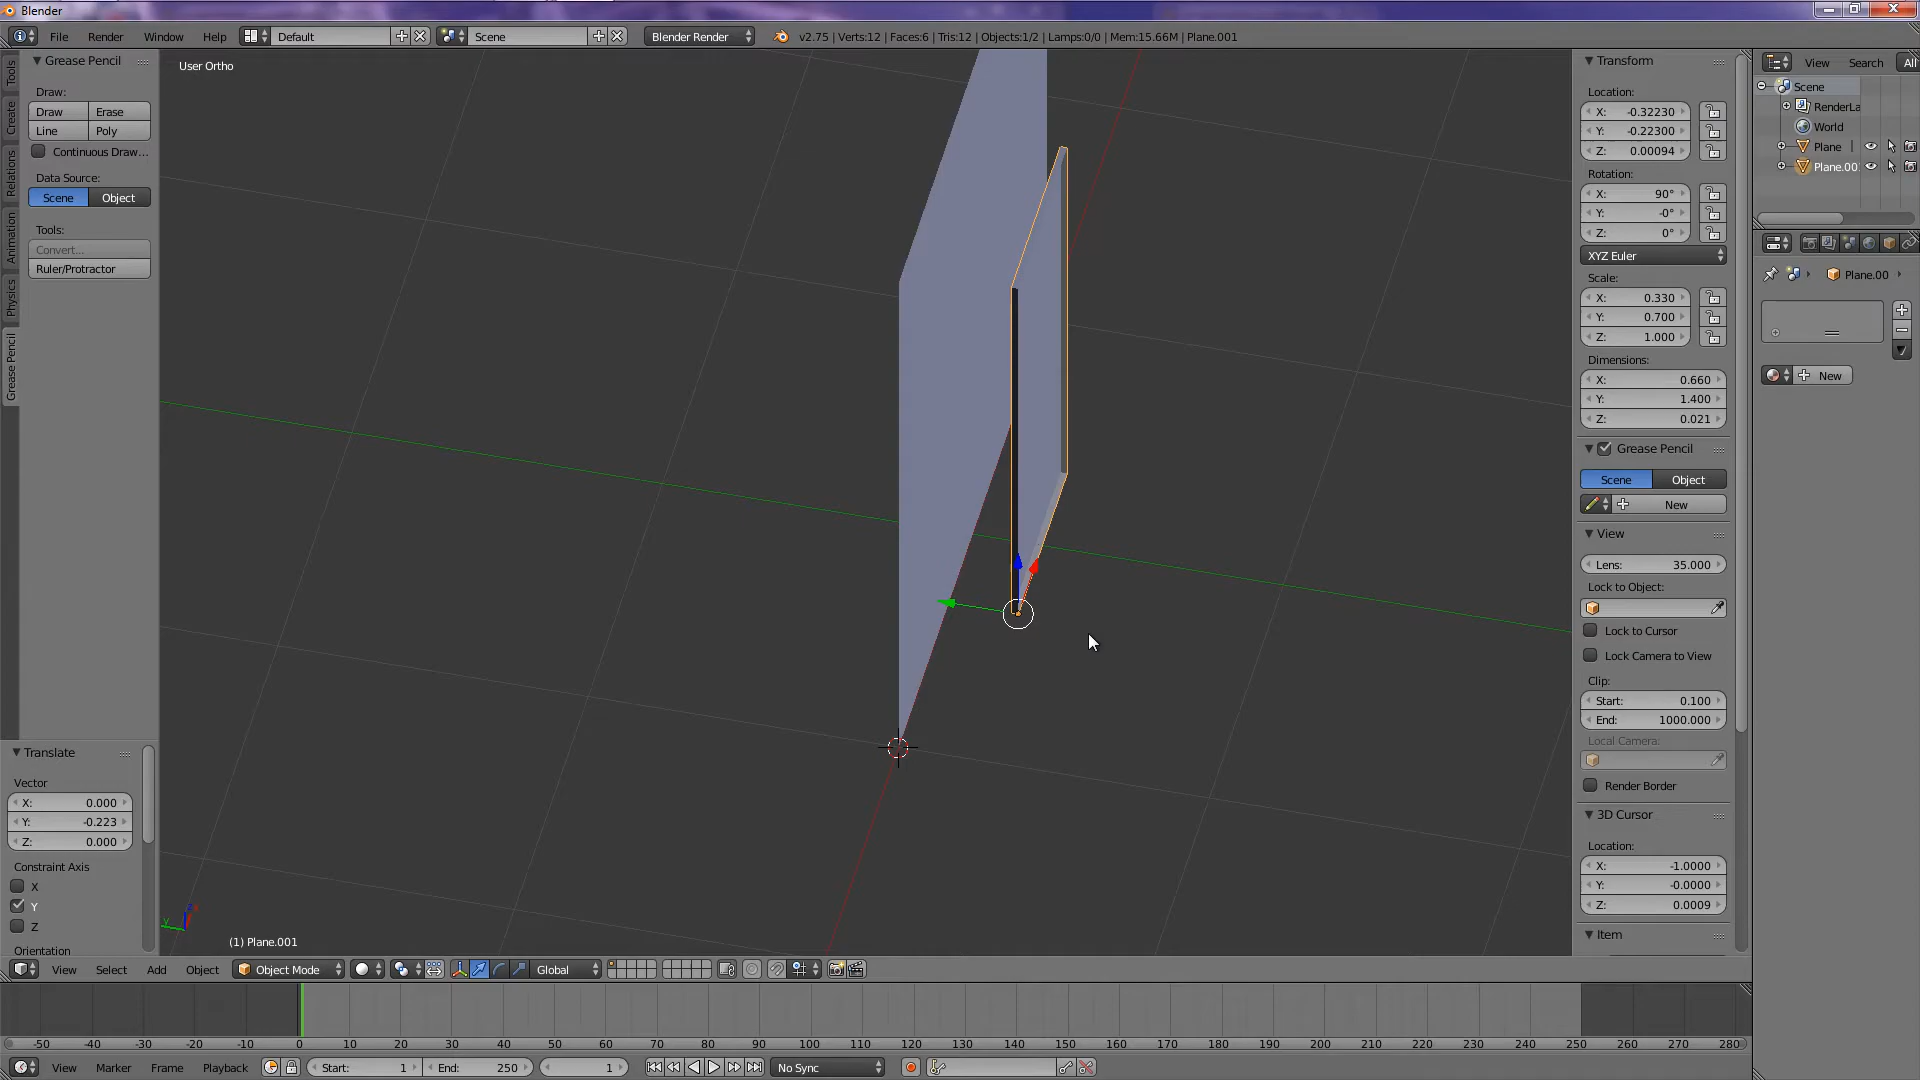 Blender
File Render Window Help Default Scene Blender Render v2.75 | Verts:12 | Faces:6 | Tris:12 | Objects:1/2 | Lamps:0/0 | Mem:15.66M | Plane.001
Tools
Create
Relations
Animation
Physics
Grease Pencil
Grease Pencil
Draw:
Draw Erase
Line Poly
Continuous Draw...
Data Source:
Scene Object
Tools:
Convert...
Ruler/Protractor
Translate
Vector
X: 0.000
Y: -0.223
Z: 0.000
Constraint Axis
X
Y
Z
Orientation
User Ortho
(1) Plane.001
Transform
Location:
X: -0.32230
Y: -0.22300
Z: 0.00094
Rotation:
X: 90°
Y: -0°
Z: 0°
XYZ Euler
Scale:
X: 0.330
Y: 0.700
Z: 1.000
Dimensions:
X: 0.660
Y: 1.400
Z: 0.021
Grease Pencil
Scene Object
New
View
Lens: 35.000
Lock to Object:
Lock to Cursor
Lock Camera to View
Clip:
Start: 0.100
End: 1000.000
Local Camera:
Render Border
3D Cursor
Location:
X: -1.0000
Y: -0.0000
Z: 0.0009
Item
View Search All
Scene
RenderLa
World
Plane
Plane.00
Plane.00
New
View Select Add Object Object Mode Global
-50 -40 -30 -20 -10 0 10 20 30 40 50 60 70 80 90 100 110 120 130 140 150 160 170 180 190 200 210 220 230 240 250 260 270 280
View Marker Frame Playback Start: 1 End: 250 1 No Sync